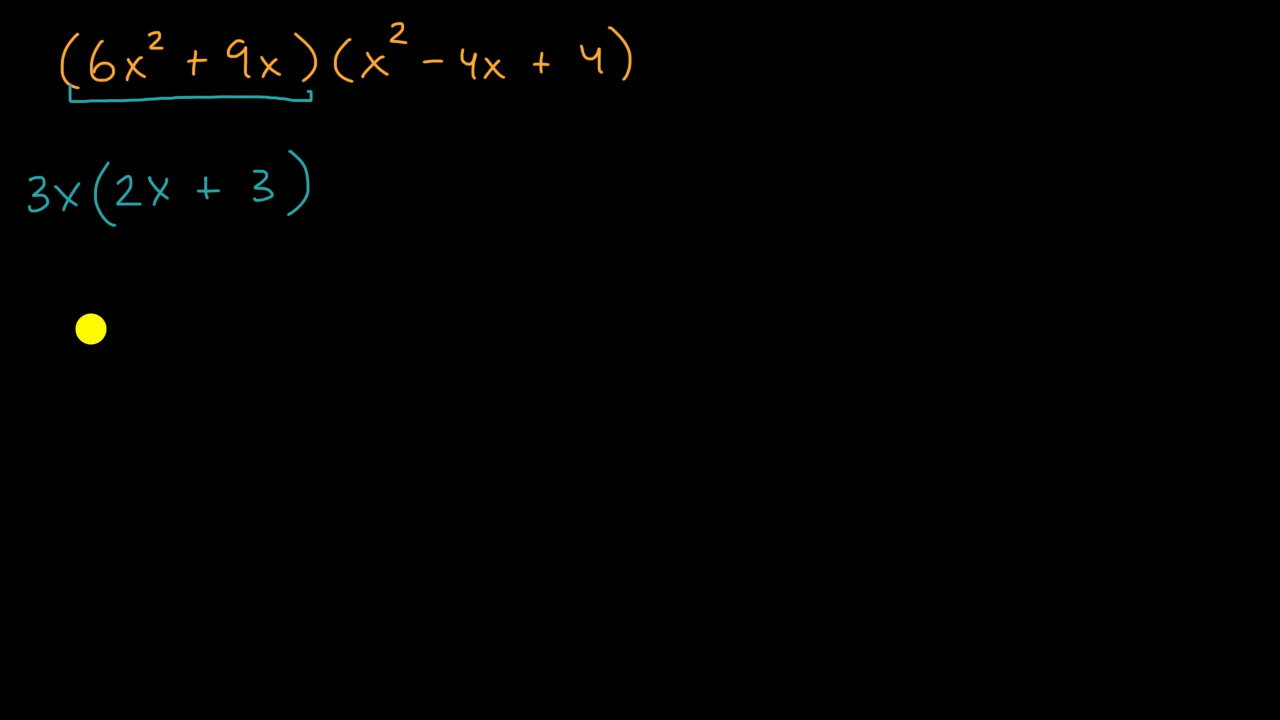 (6x² + 9x)(x² - 4x + 4)
3x(2x + 3)